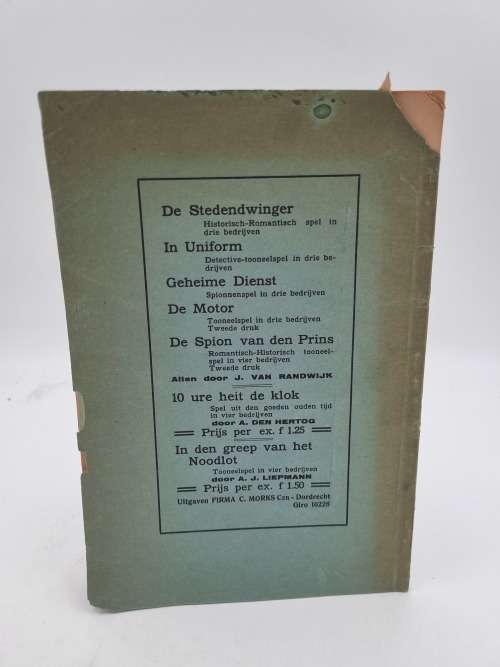 De Stedendwinger
Historisch-Romantisch spel in
drie bedrijven
In Uniform
Detective-tooneelspel in drie be-
drijven
Geheime Dienst
Spionnenspel in drie bedrijven
De Motor
Tooneelspel in drie bedrijven
Tweede druk
De Spion van den Prins
Romantisch-Historisch tooneel-
spel in vier bedrijven
Tweede druk
Allen door J. VAN RANDWIJK
10 ure heit de klok
Spel uit den goeden ouden tijd
in vier bedrijven
door A. DEN HERTOG
Prijs per ex. f 1.25
In den greep van het
Noodlot
Tooneelspel in vier bedrijven
door A. J. LIEPMANN
Prijs per ex. f 1.50
Uitgaven FIRMA C. MORKS Czn - Dordrecht
Giro 10228